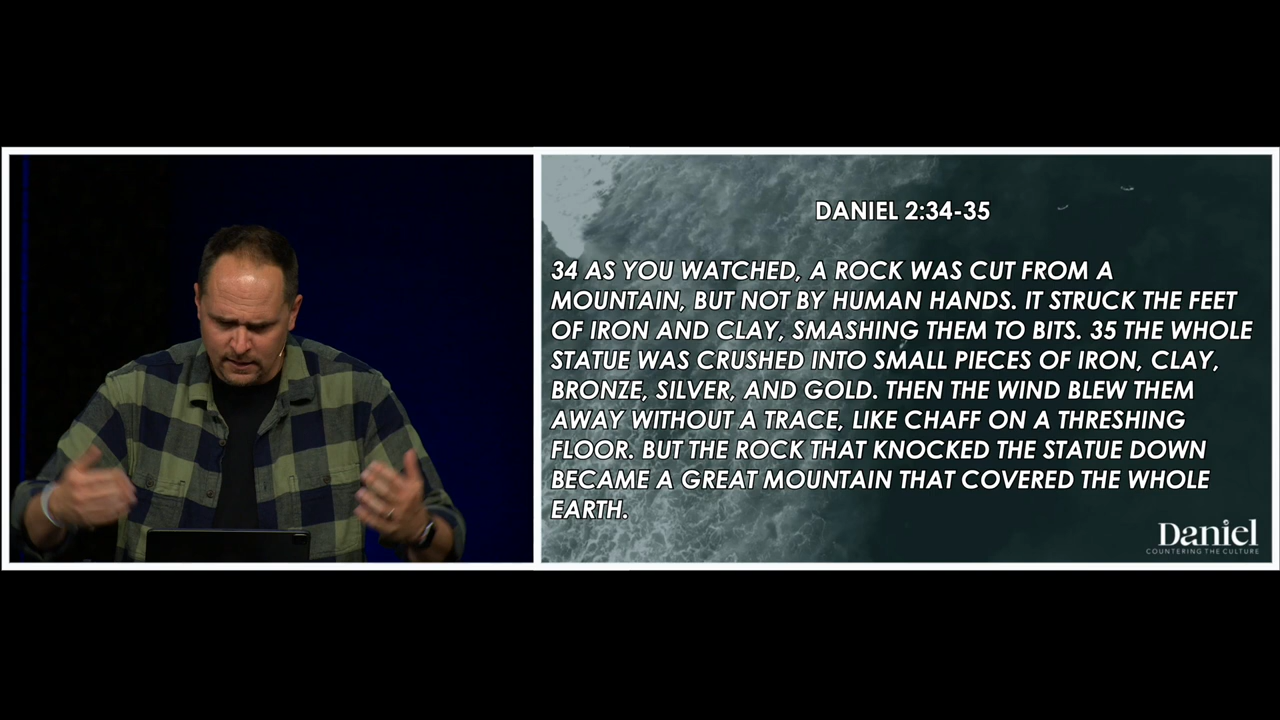 DANIEL 2:34-35
34 AS YOU WATCHED, A ROCK WAS CUT FROM A
MOUNTAIN, BUT NOT BY HUMAN HANDS. IT STRUCK THE FEET
OF IRON AND CLAY, SMASHING THEM TO BITS. 35 THE WHOLE
STATUE WAS CRUSHED INTO SMALL PIECES OF IRON, CLAY,
BRONZE, SILVER, AND GOLD. THEN THE WIND BLEW THEM
AWAY WITHOUT A TRACE, LIKE CHAFF ON A THRESHING
FLOOR. BUT THE ROCK THAT KNOCKED THE STATUE DOWN
BECAME A GREAT MOUNTAIN THAT COVERED THE WHOLE
EARTH.
Daniel
COUNTERING THE CULTURE